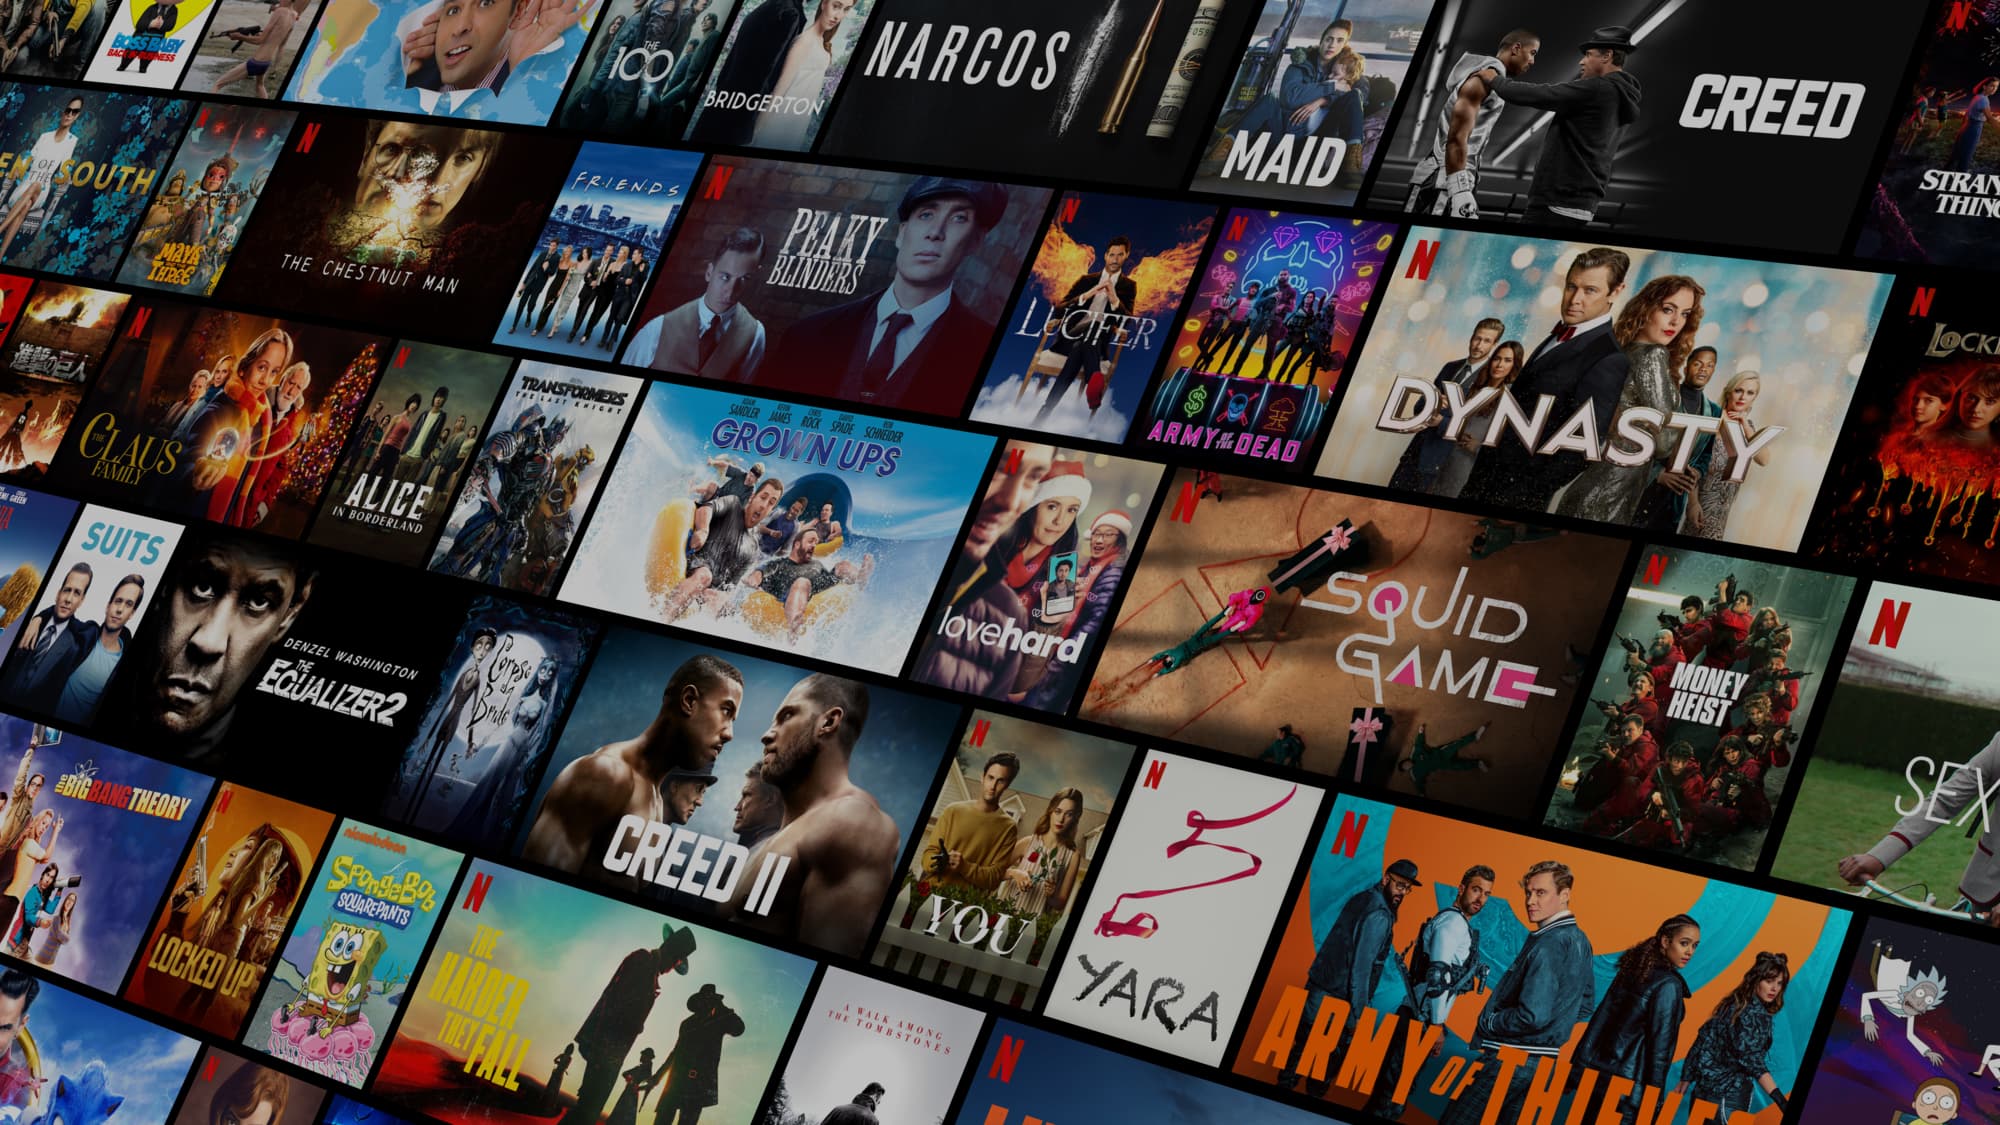 BOSS BABY
BACK IN BUSINESS
THE
100
BRIDGERTON
NARCOS
MAID
CREED
N
STRAN
THIN
EN OF THE SOUTH
N
MAYA
AND THE
THREE
N
THE CHESTNUT MAN
F·R·I·E·N·D·S
N
PEAKY
BLINDERS
N
LUCIFER
N
ARMY OF THE DEAD
N
DYNASTY
N
LOCKE
進撃の巨人
N
THE
CLAUS
FAMILY
N
ALICE
IN BORDERLAND
TRANSFORMERS
THE LAST KNIGHT
ADAM
SANDLER
KEVIN
JAMES
CHRIS
ROCK
DAVID
SPADE
ROB
SCHNEIDER
GROWN UPS
N
lovehard
N
SQUID
GAME
N
MONEY
HEIST
N
SEX
SUITS
DENZEL WASHINGTON
THE
EQUALIZER 2
Corpse
Bride
CREED II
N
YOU
N
YARA
N
ARMY OF THIEVES
THE BIG BANG THEORY
N
LOCKED UP
nickelodeon
SPONGEBOB
SQUAREPANTS
N
THE
HARDER
THEY
FALL
A WALK AMONG
THE TOMBSTONES
N
N
R